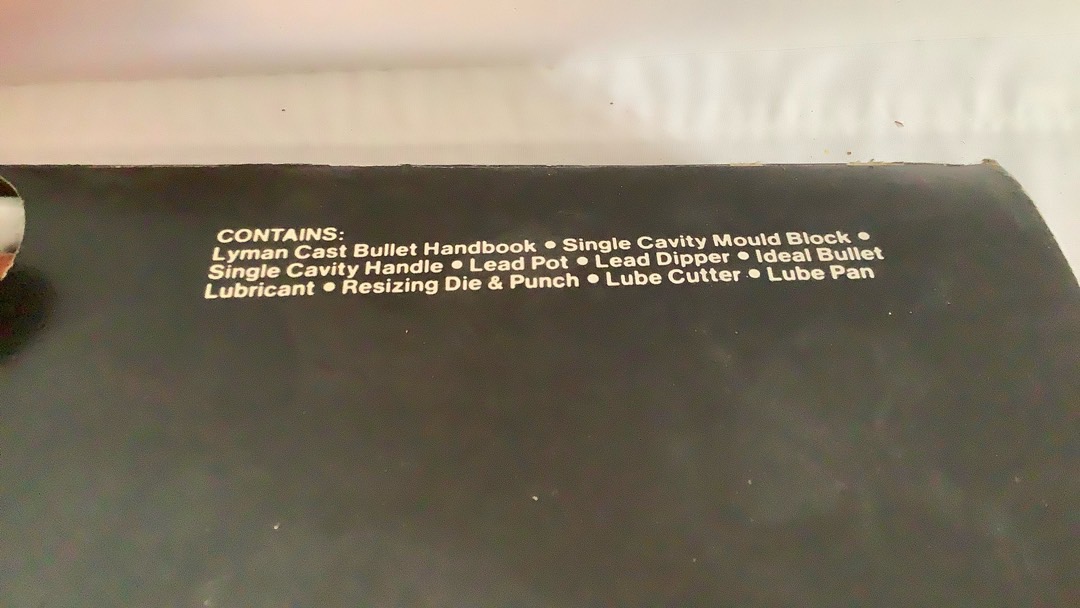 CONTAINS:
Lyman Cast Bullet Handbook • Single Cavity Mould Block •
Single Cavity Handle • Lead Pot • Lead Dipper • Ideal Bullet
Lubricant • Resizing Die & Punch • Lube Cutter • Lube Pan